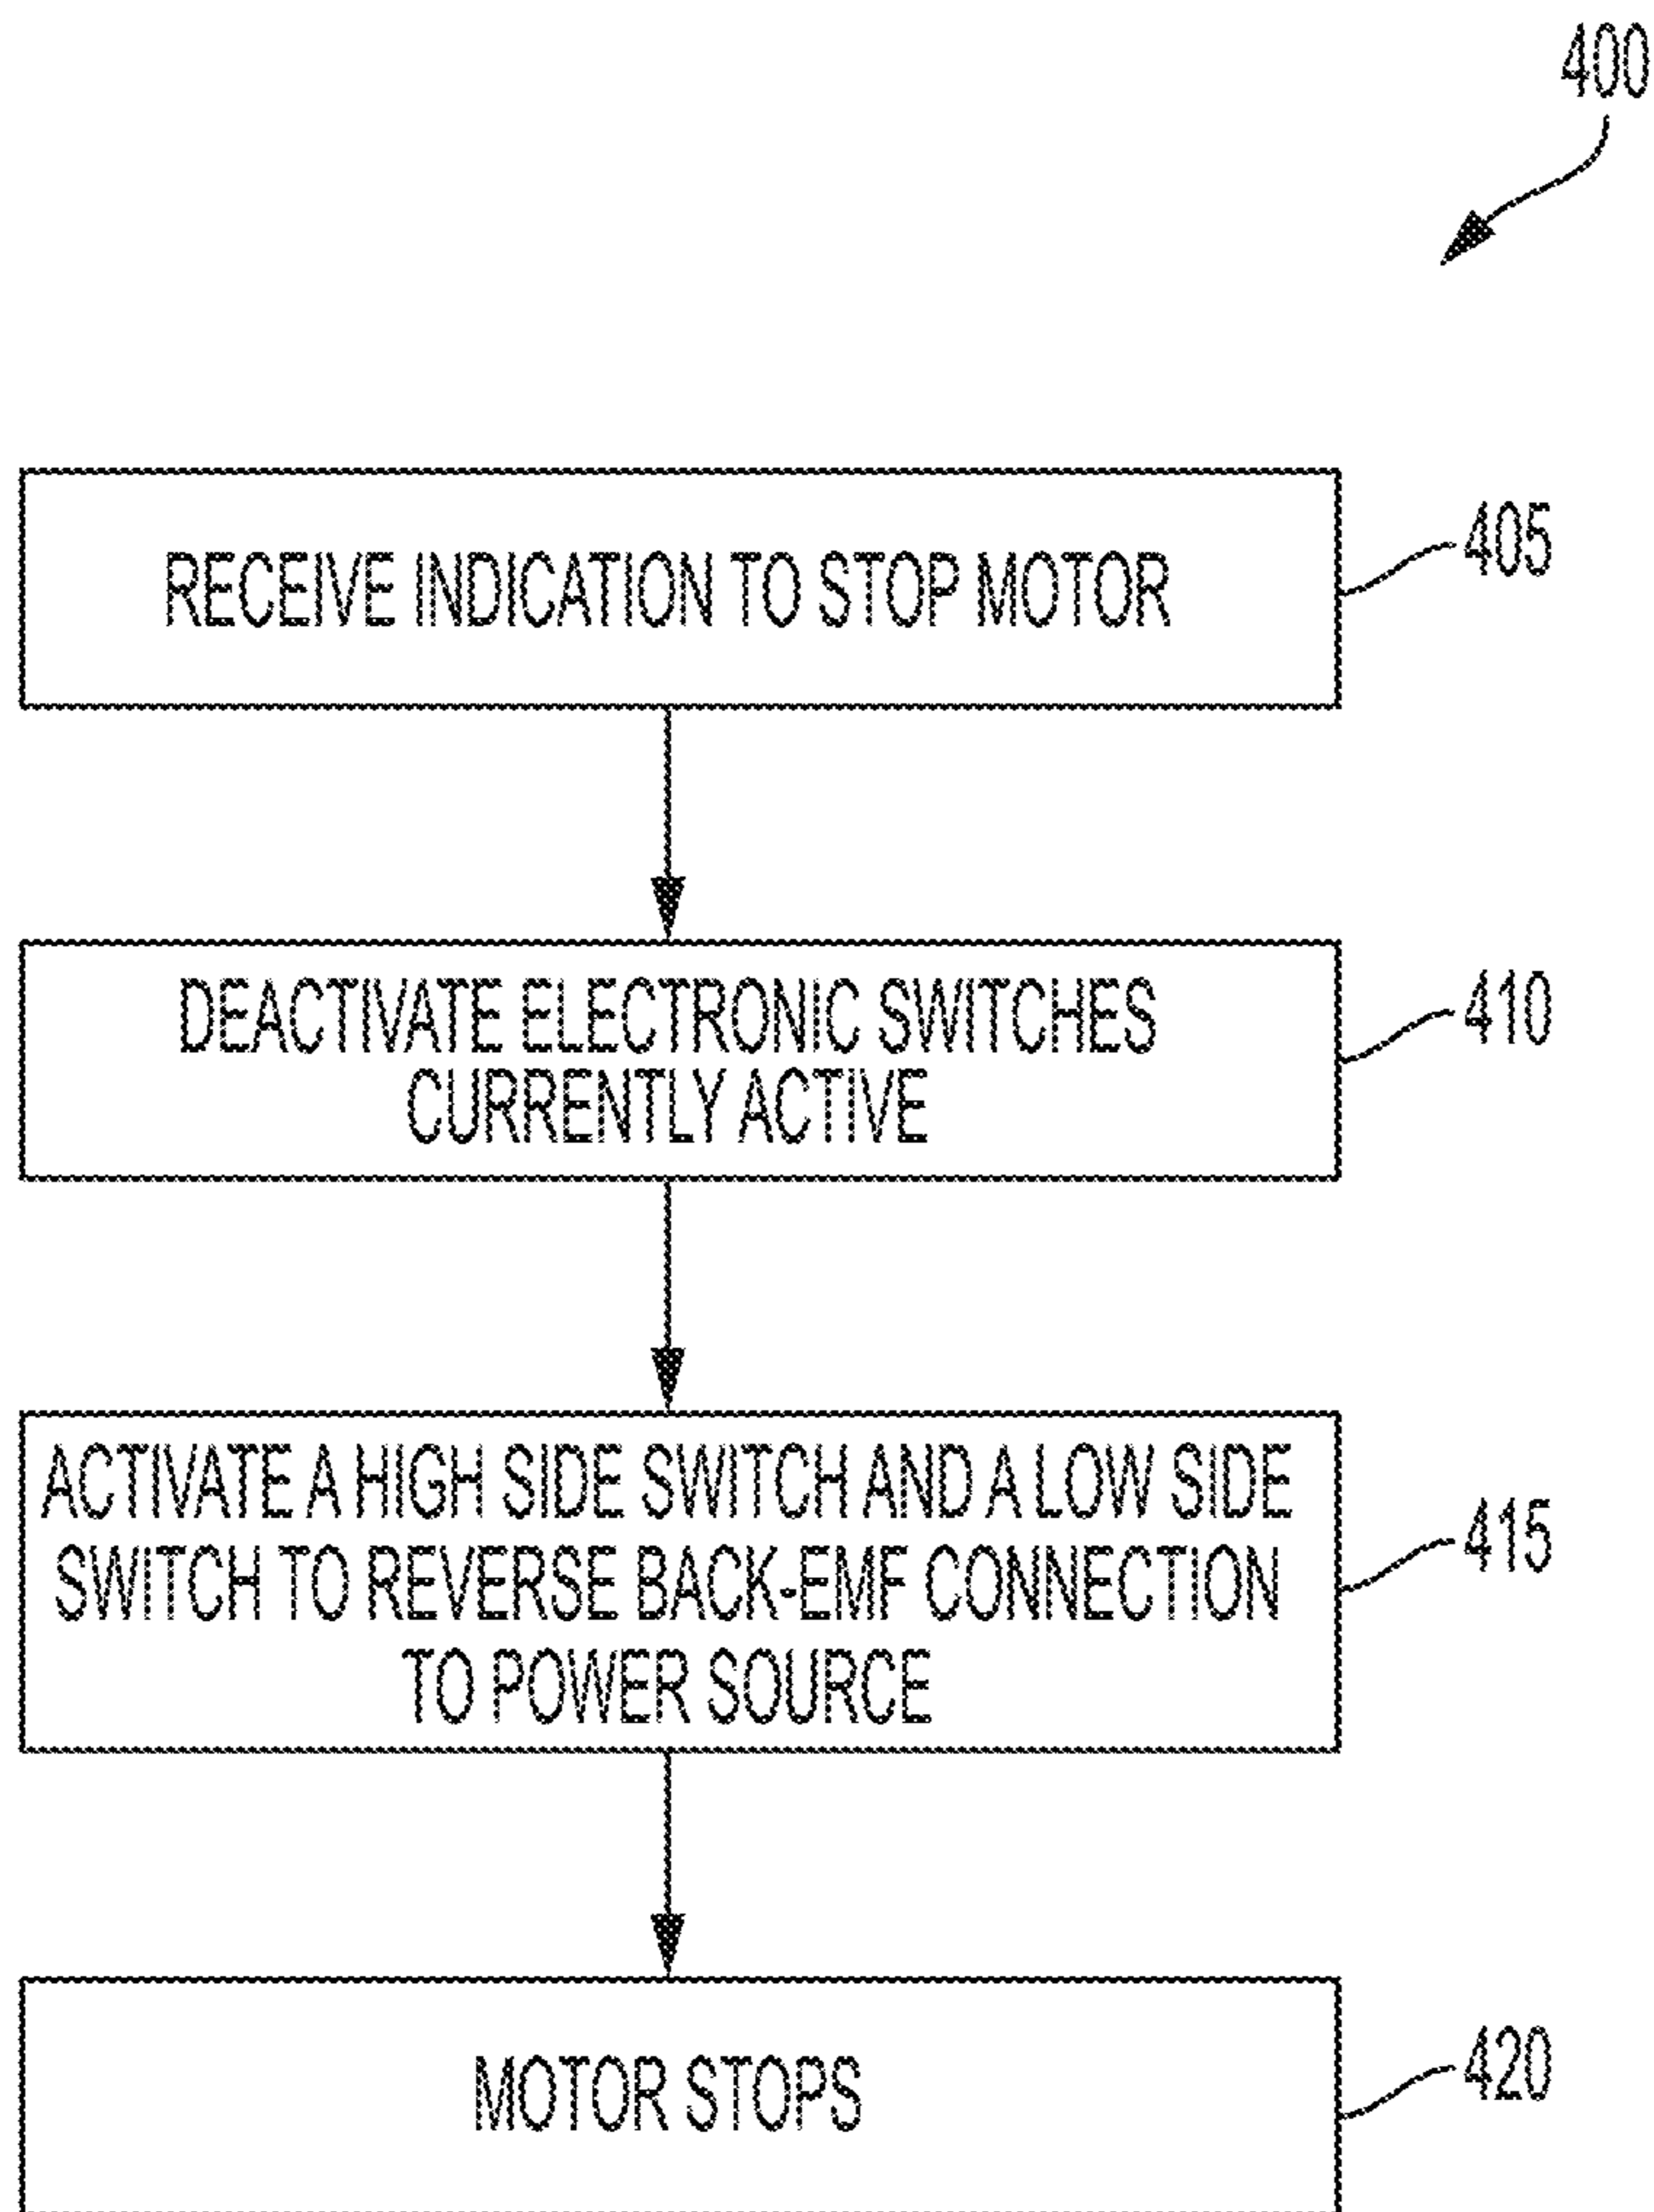 400
RECEIVE INDICATION TO STOP MOTOR
405
DEACTIVATE ELECTRONIC SWITCHES
CURRENTLY ACTIVE
410
ACTIVATE A HIGH SIDE SWITCH AND A LOW SIDE
SWITCH TO REVERSE BACK-EMF CONNECTION
TO POWER SOURCE
415
MOTOR STOPS
420